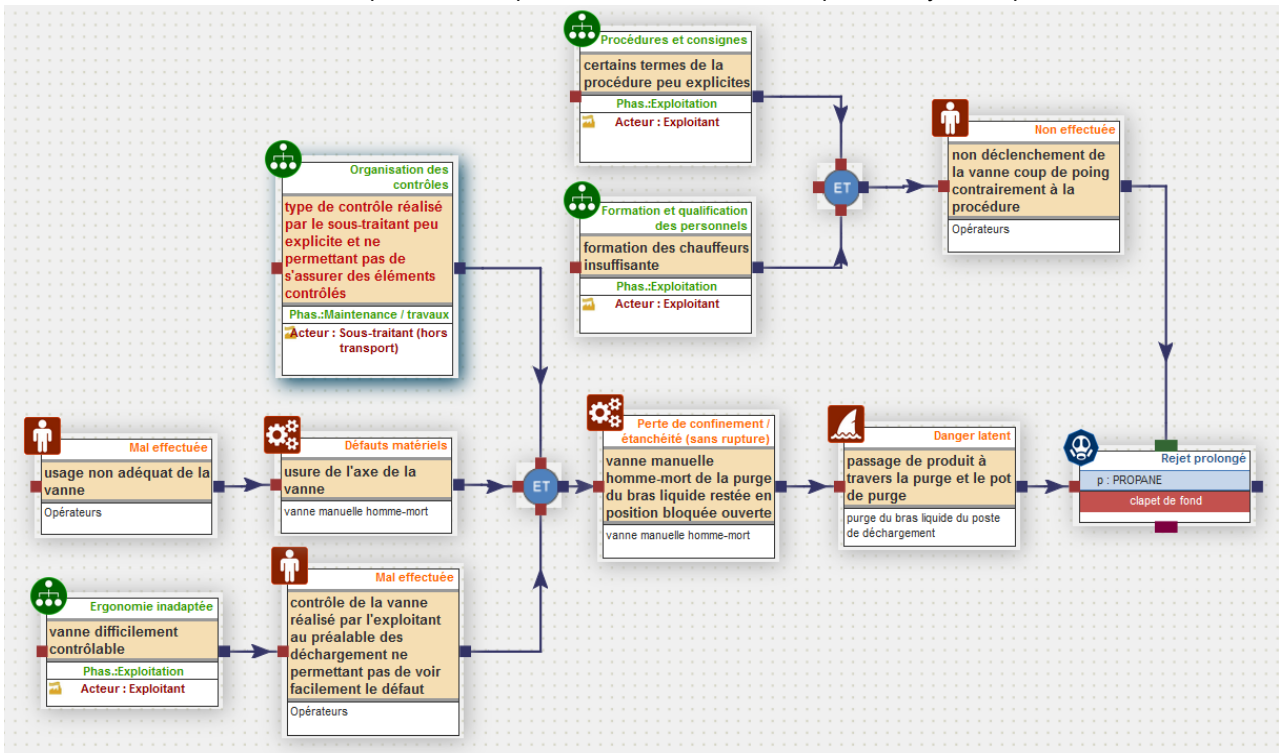 Procédures et consignes
certains termes de la
procédure peu explicites
Phas.:Exploitation
Acteur : Exploitant
Non effectuée
non déclenchement de
la vanne coup de poing
contrairement à la
procédure
Opérateurs
Organisation des
contrôles
type de contrôle réalisé
par le sous-traitant peu
explicite et ne
permettant pas de
s'assurer des éléments
contrôlés
Phas.:Maintenance / travaux
Acteur : Sous-traitant (hors
transport)
ET
Formation et qualification
des personnels
formation des chauffeurs
insuffisante
Phas.:Exploitation
Acteur : Exploitant
Mal effectuée
usage non adéquat de la
vanne
Opérateurs
Défauts matériels
usure de l'axe de la
vanne
vanne manuelle homme-mort
ET
Perte de confinement /
étanchéité (sans rupture)
vanne manuelle
homme-mort de la purge
du bras liquide restée en
position bloquée ouverte
vanne manuelle homme-mort
Danger latent
passage de produit à
travers la purge et le pot
de purge
purge du bras liquide du poste
de déchargement
Rejet prolongé
p : PROPANE
clapet de fond
Ergonomie inadaptée
vanne difficilement
contrôlable
Phas.:Exploitation
Acteur : Exploitant
Mal effectuée
contrôle de la vanne
réalisé par l'exploitant
au préalable des
déchargement ne
permettant pas de voir
facilement le défaut
Opérateurs